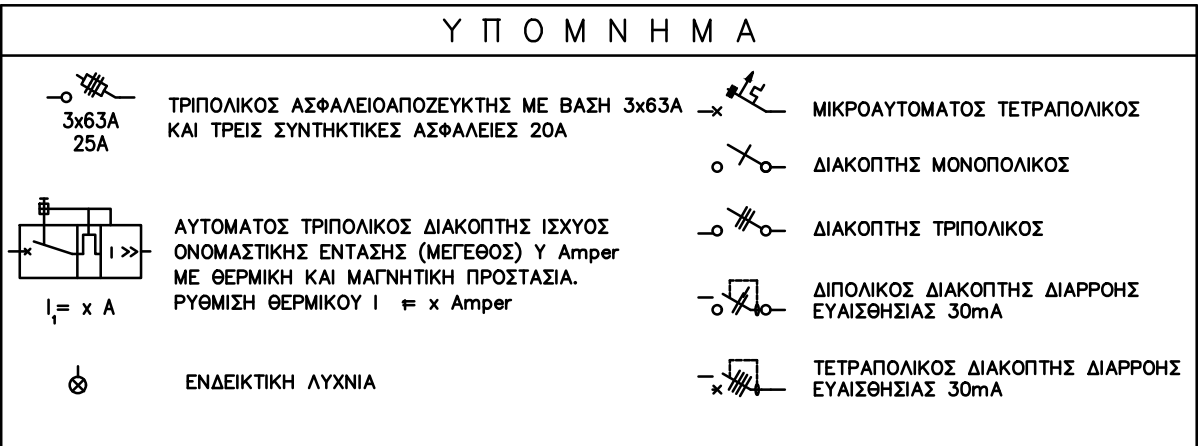 ΥΠΟΜΝΗΜΑ
3x63A
25A
ΤΡΙΠΟΛΙΚΟΣ ΑΣΦΑΛΕΙΟΑΠΟΖΕΥΚΤΗΣ ΜΕ ΒΑΣΗ 3x63A
ΚΑΙ ΤΡΕΙΣ ΣΥΝΤΗΚΤΙΚΕΣ ΑΣΦΑΛΕΙΕΣ 20A
I >>
I₁= x A
ΑΥΤΟΜΑΤΟΣ ΤΡΙΠΟΛΙΚΟΣ ΔΙΑΚΟΠΤΗΣ ΙΣΧΥΟΣ
ΟΝΟΜΑΣΤΙΚΗΣ ΕΝΤΑΣΗΣ (ΜΕΓΕΘΟΣ) Υ Amper
ΜΕ ΘΕΡΜΙΚΗ ΚΑΙ ΜΑΓΝΗΤΙΚΗ ΠΡΟΣΤΑΣΙΑ.
ΡΥΘΜΙΣΗ ΘΕΡΜΙΚΟΥ I = x Amper
ΕΝΔΕΙΚΤΙΚΗ ΛΥΧΝΙΑ
ΜΙΚΡΟΑΥΤΟΜΑΤΟΣ ΤΕΤΡΑΠΟΛΙΚΟΣ
ΔΙΑΚΟΠΤΗΣ ΜΟΝΟΠΟΛΙΚΟΣ
ΔΙΑΚΟΠΤΗΣ ΤΡΙΠΟΛΙΚΟΣ
ΔΙΠΟΛΙΚΟΣ ΔΙΑΚΟΠΤΗΣ ΔΙΑΡΡΟΗΣ
ΕΥΑΙΣΘΗΣΙΑΣ 30mA
ΤΕΤΡΑΠΟΛΙΚΟΣ ΔΙΑΚΟΠΤΗΣ ΔΙΑΡΡΟΗΣ
ΕΥΑΙΣΘΗΣΙΑΣ 30mA